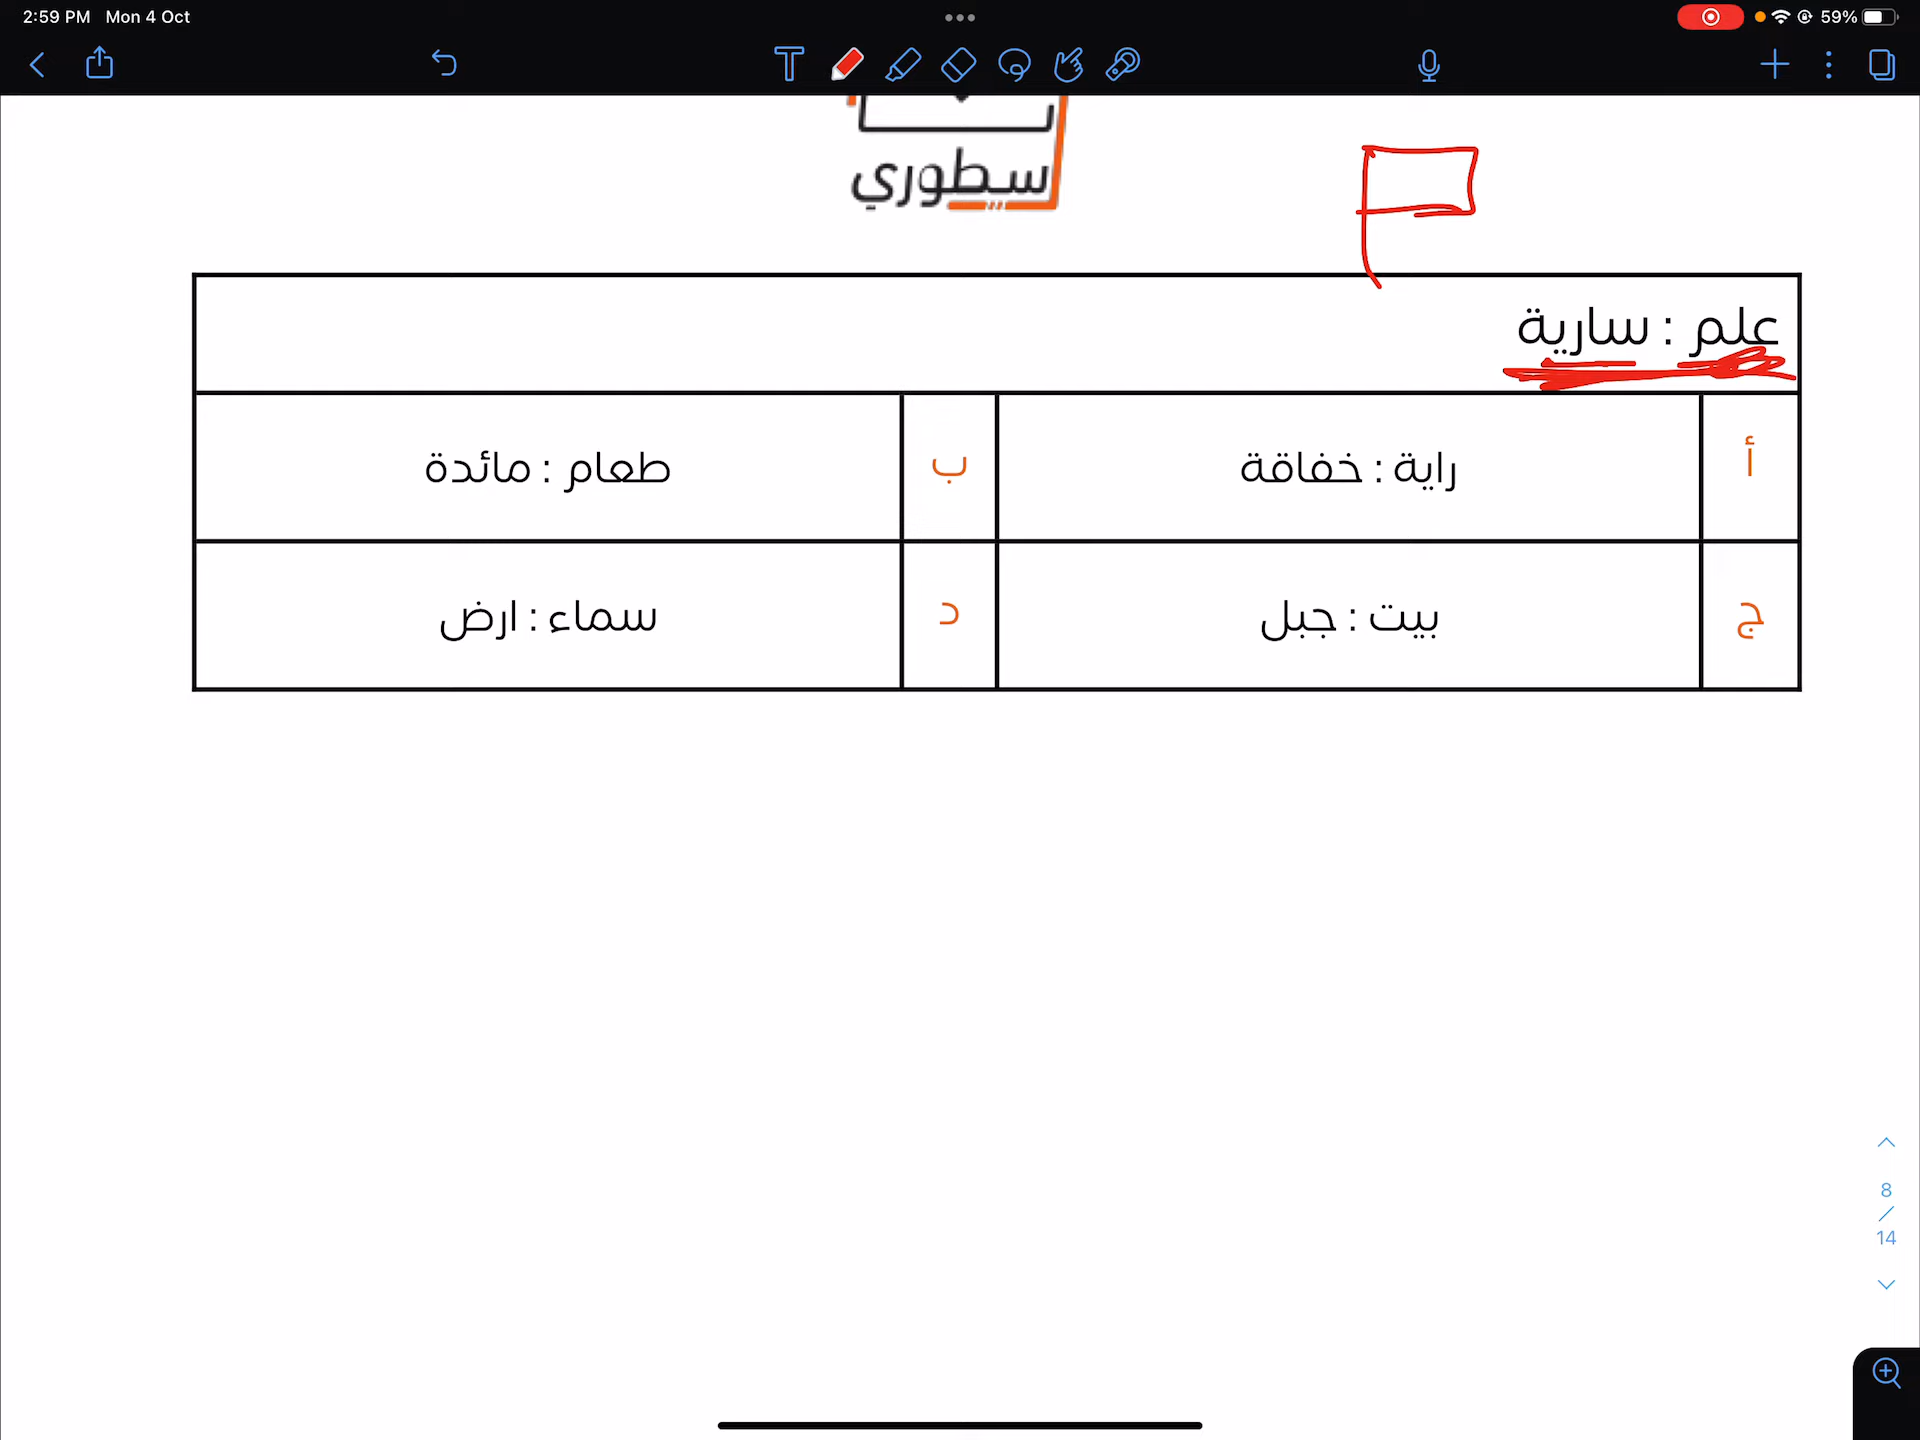 2:59 PM Mon 4 Oct
59%
سطوري
علم : سارية
أ
راية : خفاقة
ب
طعام : مائدة
ج
بيت : جبل
د
سماء : ارض
8
/
14